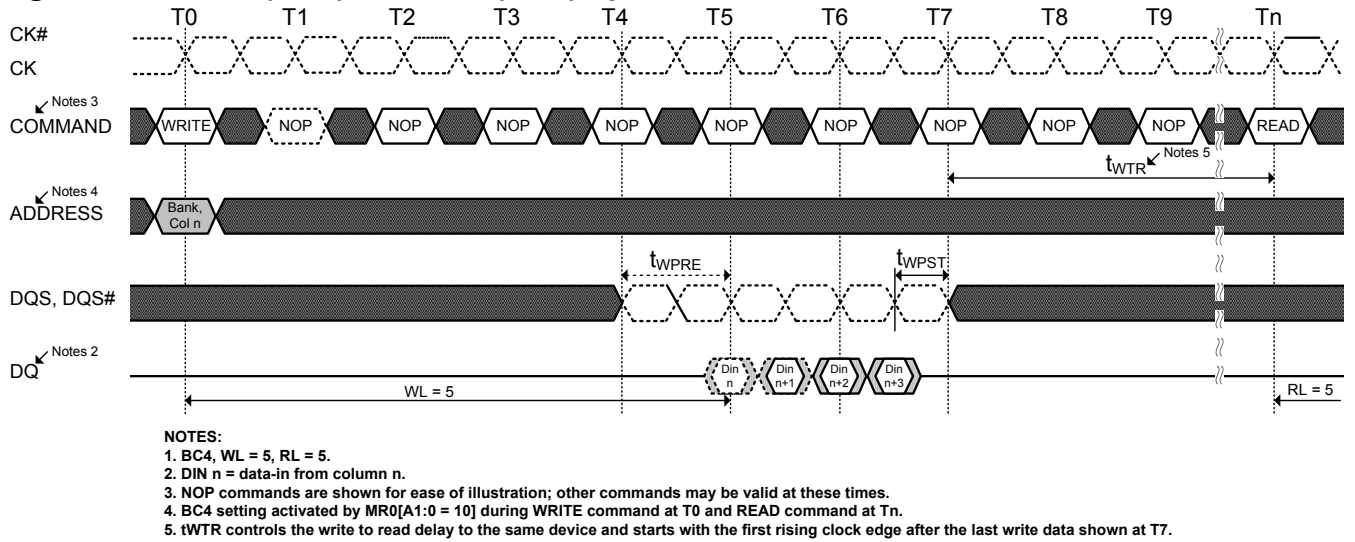 T0 T1 T2 T3 T4 T5 T6 T7 T8 T9 Tn
CK#
CK
Notes 3
COMMAND
WRITE NOP NOP NOP NOP NOP NOP NOP NOP NOP READ
tWTR Notes 5
Notes 4
ADDRESS
Bank,
Col n
tWPRE tWPST
DQS, DQS#
Notes 2
DQ
Din
n
Din
n+1
Din
n+2
Din
n+3
WL = 5
RL = 5
NOTES:
1. BC4, WL = 5, RL = 5.
2. DIN n = data-in from column n.
3. NOP commands are shown for ease of illustration; other commands may be valid at these times.
4. BC4 setting activated by MR0[A1:0 = 10] during WRITE command at T0 and READ command at Tn.
5. tWTR controls the write to read delay to the same device and starts with the first rising clock edge after the last write data shown at T7.